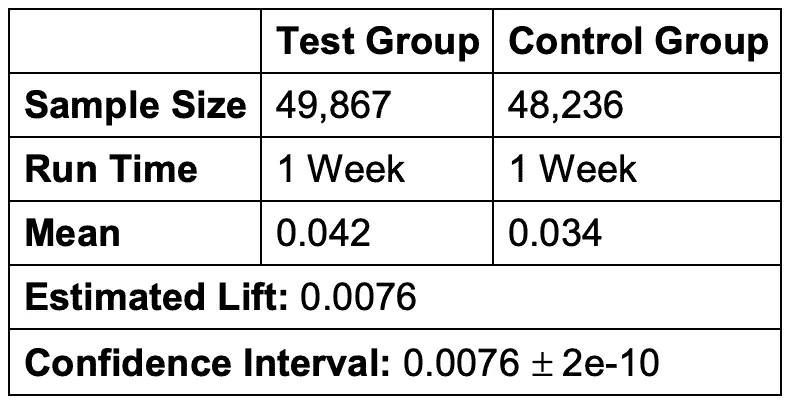 Test Group Control Group
Sample Size 49,867 48,236
Run Time 1 Week 1 Week
Mean 0.042 0.034
Estimated Lift: 0.0076
Confidence Interval: 0.0076 ± 2e-10